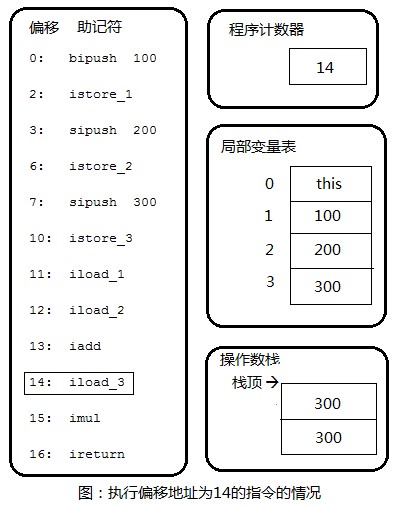 偏移 助记符
0: bipush 100
2: istore_1
3: sipush 200
6: istore_2
7: sipush 300
10: istore_3
11: iload_1
12: iload_2
13: iadd
14: iload_3
15: imul
16: ireturn
程序计数器
14
局部变量表
0 this
1 100
2 200
3 300
操作数栈
栈顶→
300
300
图：执行偏移地址为14的指令的情况